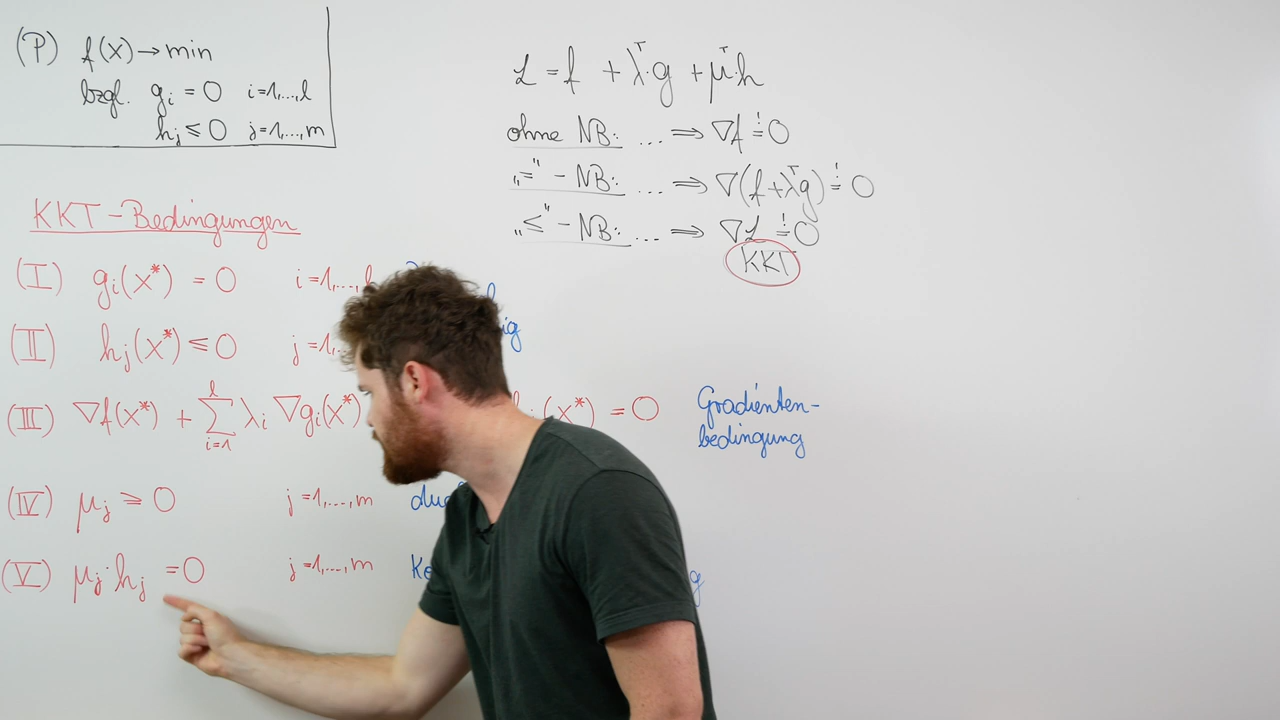 (P) f(x) → min
bzgl. g_i = 0 i=1,...,l
h_j ≤ 0 j=1,...,m
L = f + λ^T·g + μ^T·h
ohne NB: ... ⇒ ∇f != 0
„=" - NB: ... ⇒ ∇(f+λ^T g) != 0
„≤" - NB: ... ⇒ ∇L != 0
KKT
KKT-Bedingungen
(I) g_i(x*) = 0 i=1,...,l
(II) h_j(x*) ≤ 0 j=1,
(III) ∇f(x*) + ∑_{i=1}^{l} λ_i ∇g_i(x*) (x*) = 0 Gradienten-
bedingung
(IV) μ_j ≥ 0 j=1,...,m
(V) μ_j·h_j = 0 j=1,...,m